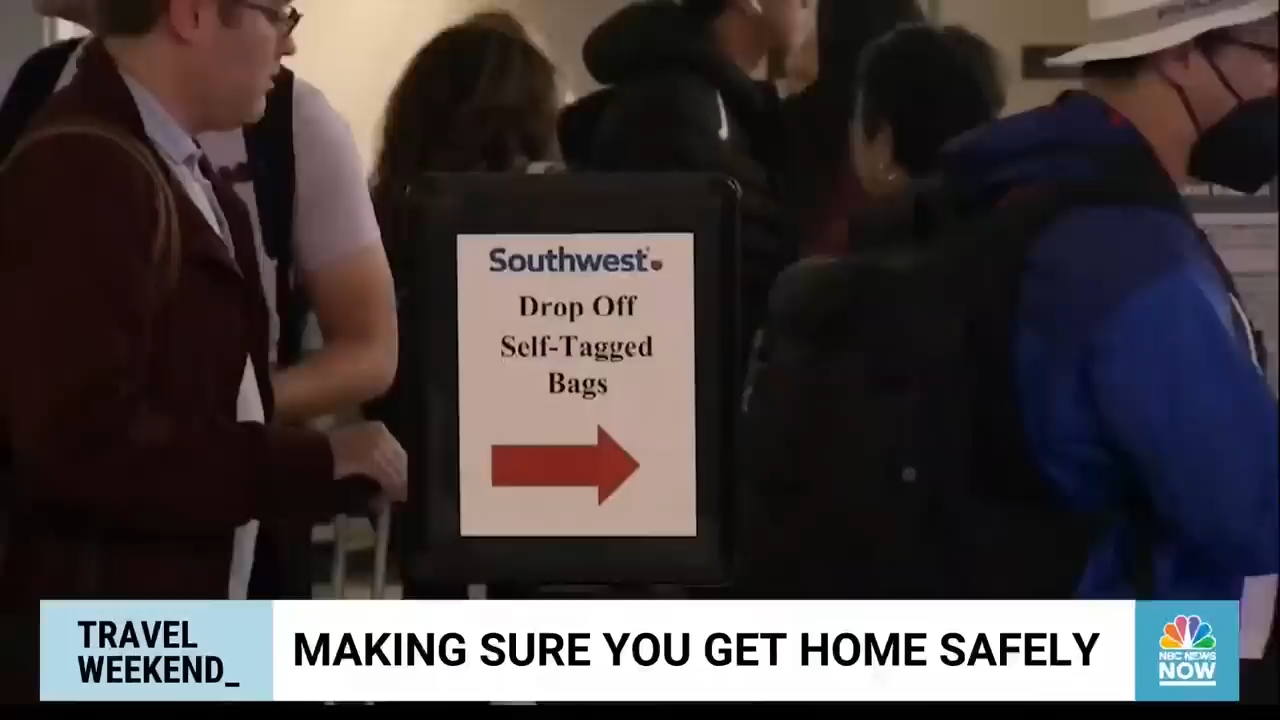 Southwest
Drop Off
Self-Tagged
Bags
TRAVEL
WEEKEND_
MAKING SURE YOU GET HOME SAFELY
NBC NEWS
NOW